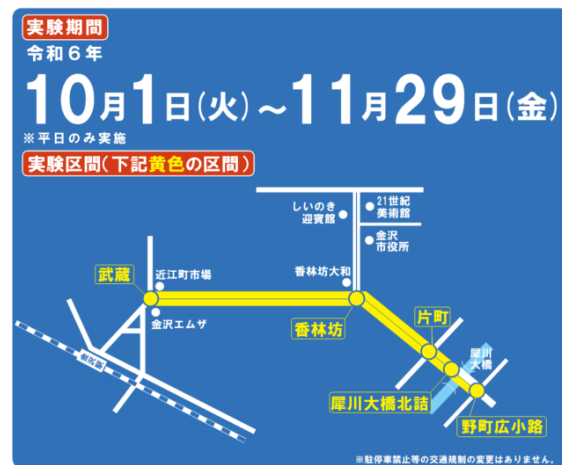 実験期間
令和6年
10月1日(火)～11月29日(金)
※平日のみ実施
実験区間(下記黄色の区間)
しいのき
迎賓館
21世紀
美術館
金沢
市役所
武蔵
近江町市場
香林坊大和
金沢エムザ
香林坊
片町
犀川
大橋
金沢駅
犀川大橋北詰
野町広小路
※駐停車禁止等の交通規制の変更はありません。